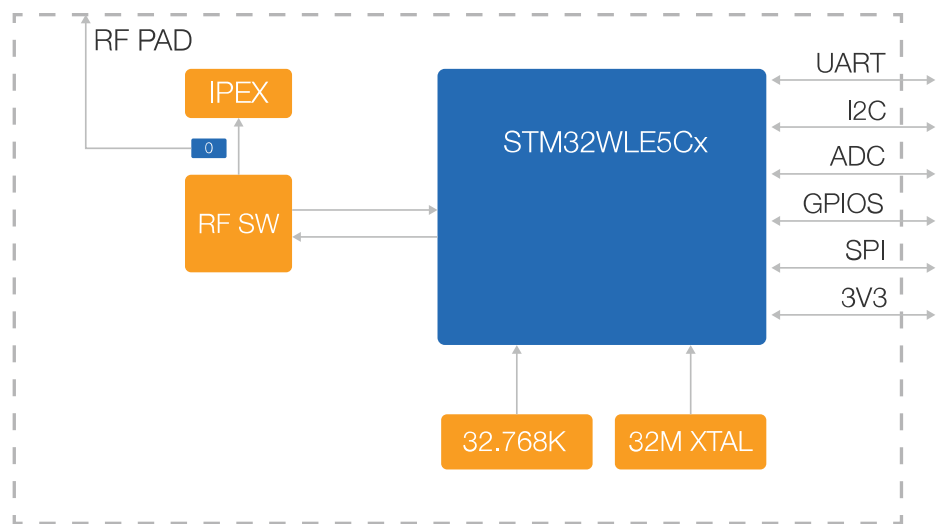 RF PAD
UART
IPEX
I2C
STM32WLE5Cx
0
ADC
GPIOS
RF SW
SPI
3V3
32.768K
32M XTAL